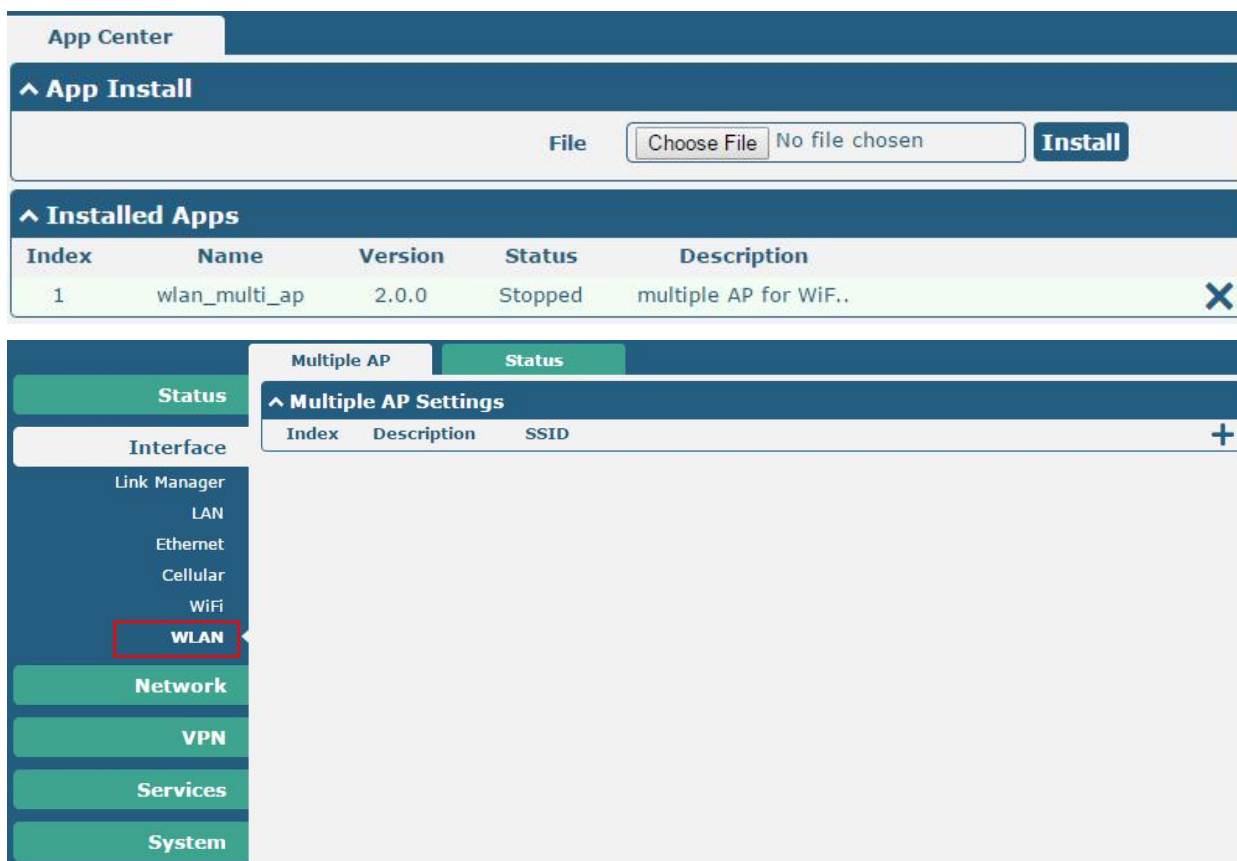 App Center
App Install
File Choose File No file chosen Install
Installed Apps
Index Name Version Status Description
1 wlan_multi_ap 2.0.0 Stopped multiple AP for WiF..
Multiple AP Status
Status
Multiple AP Settings
Index Description SSID
Interface
Link Manager
LAN
Ethernet
Cellular
WiFi
WLAN
Network
VPN
Services
System